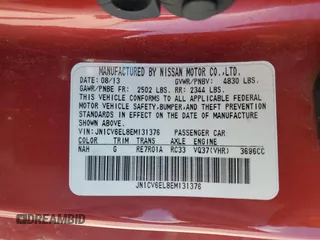 MANUFACTURED BY NISSAN MOTOR CO., LTD.
DATE: 08/13 GVWR/PNBV: 4830 LBS.
GAWR/PNBE FR: 2502 LBS. RR: 2344 LBS.
THIS VEHICLE CONFORMS TO ALL APPLICABLE FEDERAL
MOTOR VEHICLE SAFETY, BUMPER, AND THEFT PREVENTION
STANDARDS IN EFFECT ON THE DATE OF MANUFACTURE
SHOWN ABOVE.
VIN: JN1CV6EL8EM131376 PASSENGER CAR
COLOR TRIM TRANS AXLE ENGINE
NAH G RE7R01A RC33 VQ37(VHR) 3696CC
JN1CV6EL8EM131376
AUTOBIDMASTER